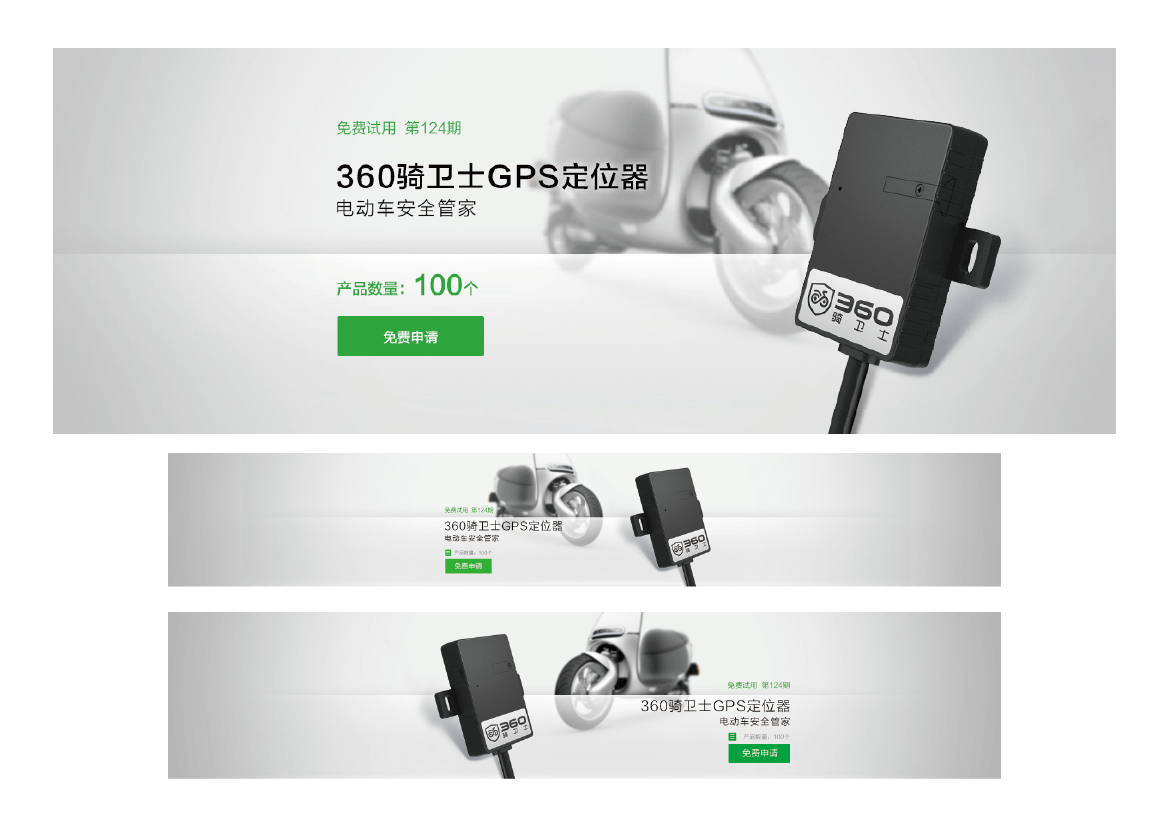 免费试用 第124期
360骑卫士GPS定位器
电动车安全管家
产品数量：100个
免费申请
360
骑卫士
免费试用 第124期
360骑卫士GPS定位器
电动车安全管家
产品数量：100个
免费申请
360
骑卫士
免费试用 第124期
360骑卫士GPS定位器
电动车安全管家
产品数量：100个
免费申请
360
骑卫士